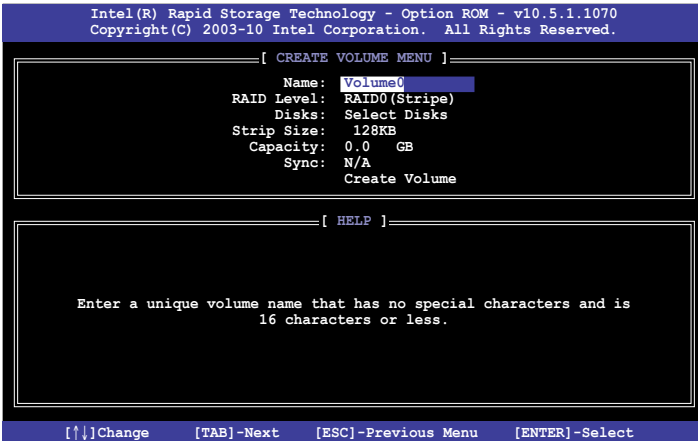 Intel(R) Rapid Storage Technology - Option ROM - v10.5.1.1070
Copyright(C) 2003-10 Intel Corporation. All Rights Reserved.
[ CREATE VOLUME MENU ]
Name: Volume0
RAID Level: RAID0(Stripe)
Disks: Select Disks
Strip Size: 128KB
Capacity: 0.0 GB
Sync: N/A
Create Volume
[ HELP ]
Enter a unique volume name that has no special characters and is
16 characters or less.
[↑↓]Change [TAB]-Next [ESC]-Previous Menu [ENTER]-Select